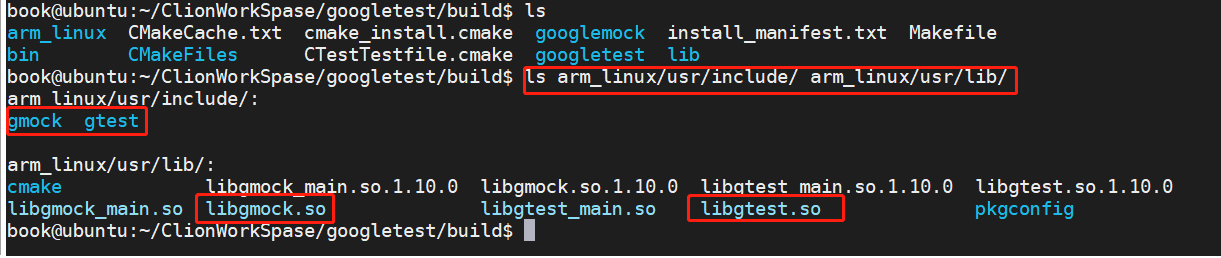 book@ubuntu:~/ClionWorkSpase/googletest/build$ ls
arm_linux  CMakeCache.txt  cmake_install.cmake  googlemock  install_manifest.txt  Makefile
bin        CMakeFiles      CTestTestfile.cmake  googletest  lib
book@ubuntu:~/ClionWorkSpase/googletest/build$ ls arm_linux/usr/include/ arm_linux/usr/lib/
arm_linux/usr/include/:
gmock  gtest
arm_linux/usr/lib/:
cmake             libgmock_main.so.1.10.0  libgmock.so.1.10.0  libgtest_main.so.1.10.0  libgtest.so.1.10.0
libgmock_main.so  libgmock.so              libgtest_main.so    libgtest.so              pkgconfig
book@ubuntu:~/ClionWorkSpase/googletest/build$